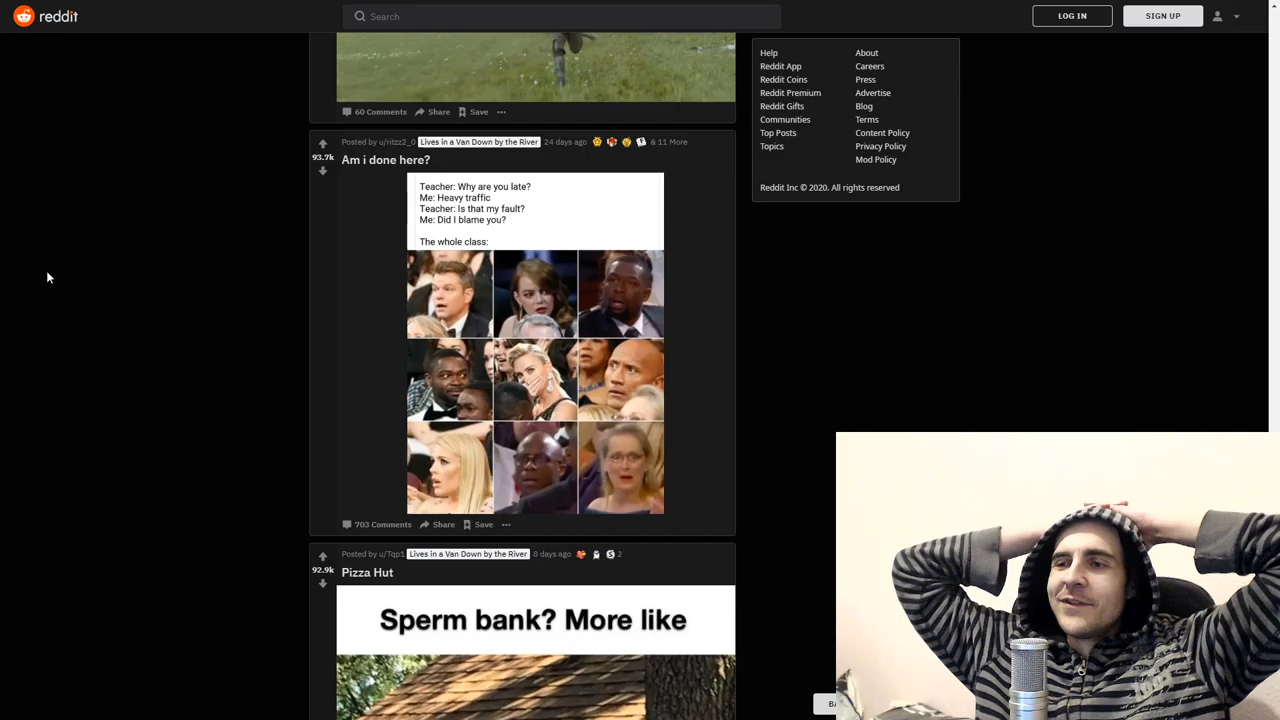 reddit
Search
LOG IN
SIGN UP
60 Comments
Share
Save
Posted by u/ritzz2_0 Lives in a Van Down by the River 24 days ago & 11 More
93.7k
Am i done here?
Teacher: Why are you late?
Me: Heavy traffic
Teacher: Is that my fault?
Me: Did I blame you?
The whole class:
703 Comments
Share
Save
Posted by u/Tqp1 Lives in a Van Down by the River 8 days ago 2
92.9k
Pizza Hut
Sperm bank? More like
Help
Reddit App
Reddit Coins
Reddit Premium
Reddit Gifts
Communities
Top Posts
Topics
About
Careers
Press
Advertise
Blog
Terms
Content Policy
Privacy Policy
Mod Policy
Reddit Inc © 2020. All rights reserved